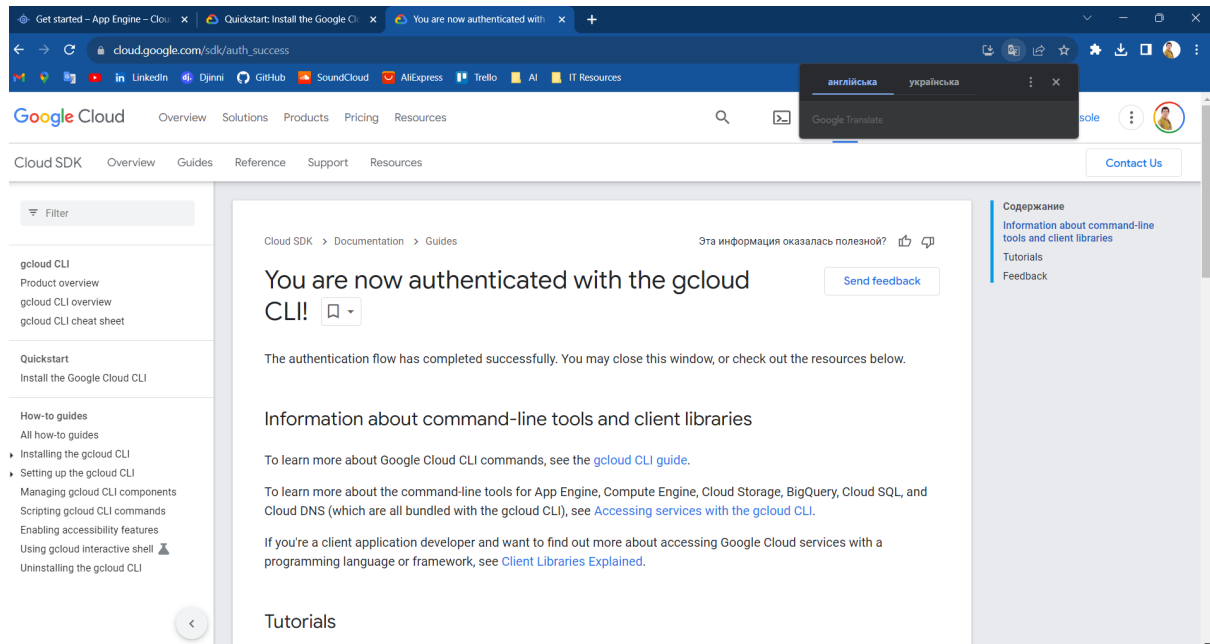 Get started – App Engine – Clou
Quickstart: Install the Google Cl
You are now authenticated with
cloud.google.com/sdk/auth_success
LinkedIn
Djinni
GitHub
SoundCloud
AliExpress
Trello
AI
IT Resources
англійська
українська
Google Translate
Google Cloud
Overview
Solutions
Products
Pricing
Resources
sole
Cloud SDK
Overview
Guides
Reference
Support
Resources
Contact Us
Filter
gcloud CLI
Product overview
gcloud CLI overview
gcloud CLI cheat sheet
Quickstart
Install the Google Cloud CLI
How-to guides
All how-to guides
Installing the gcloud CLI
Setting up the gcloud CLI
Managing gcloud CLI components
Scripting gcloud CLI commands
Enabling accessibility features
Using gcloud interactive shell
Uninstalling the gcloud CLI
Cloud SDK > Documentation > Guides
Эта информация оказалась полезной?
You are now authenticated with the gcloud
CLI!
Send feedback
The authentication flow has completed successfully. You may close this window, or check out the resources below.
Information about command-line tools and client libraries
To learn more about Google Cloud CLI commands, see the gcloud CLI guide.
To learn more about the command-line tools for App Engine, Compute Engine, Cloud Storage, BigQuery, Cloud SQL, and
Cloud DNS (which are all bundled with the gcloud CLI), see Accessing services with the gcloud CLI.
If you're a client application developer and want to find out more about accessing Google Cloud services with a
programming language or framework, see Client Libraries Explained.
Tutorials
Содержание
Information about command-line
tools and client libraries
Tutorials
Feedback